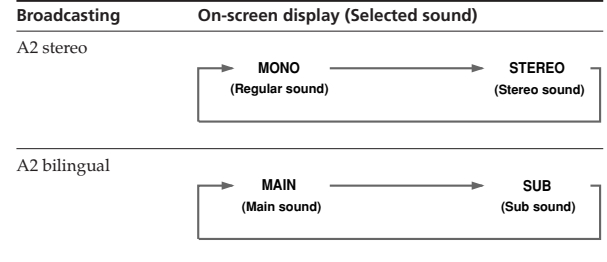 Broadcasting On-screen display (Selected sound)
A2 stereo
MONO STEREO
(Regular sound) (Stereo sound)
A2 bilingual
MAIN SUB
(Main sound) (Sub sound)